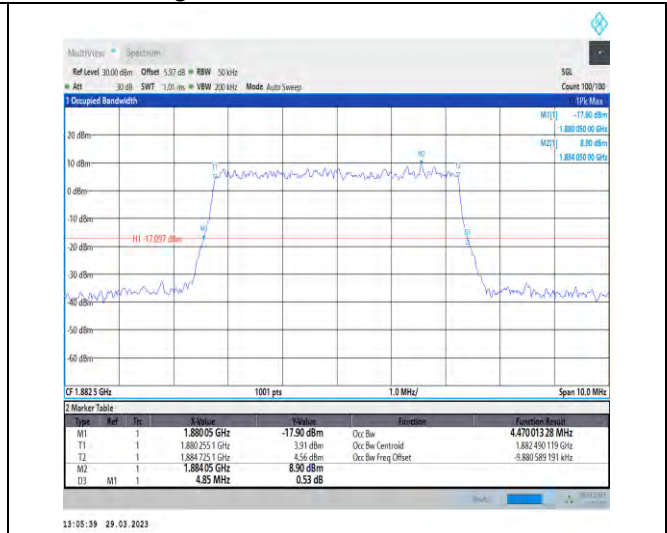 MultiView Spectrum
Ref Level 30.00 dBm Offset 5.97 dB RBW 50 kHz SGL
Att 30 dB SWT 1.01 ms VBW 200 kHz Mode Auto Sweep Count 100/100
1 Occupied Bandwidth 1Pk Max
M1[1] -17.90 dBm
1.880 050 00 GHz
M2[1] 8.90 dBm
1.884 050 00 GHz
20 dBm
M2
10 dBm
T1 T2
0 dBm
-10 dBm
M1 D3
H1 -17.097 dBm
-20 dBm
-30 dBm
-40 dBm
-50 dBm
-60 dBm
CF 1.882 5 GHz 1001 pts 1.0 MHz/ Span 10.0 MHz
2 Marker Table
Type Ref Trc X-Value Y-Value Function Function Result
M1 1 1.880 05 GHz -17.90 dBm Occ Bw 4.470 013 28 MHz
T1 1 1.880 255 1 GHz 3.91 dBm Occ Bw Centroid 1.882 490 119 GHz
T2 1 1.884 725 1 GHz 4.56 dBm Occ Bw Freq Offset -9.880 589 191 kHz
M2 1 1.884 05 GHz 8.90 dBm
D3 M1 1 4.85 MHz 0.53 dB
13:05:39 29.03.2023